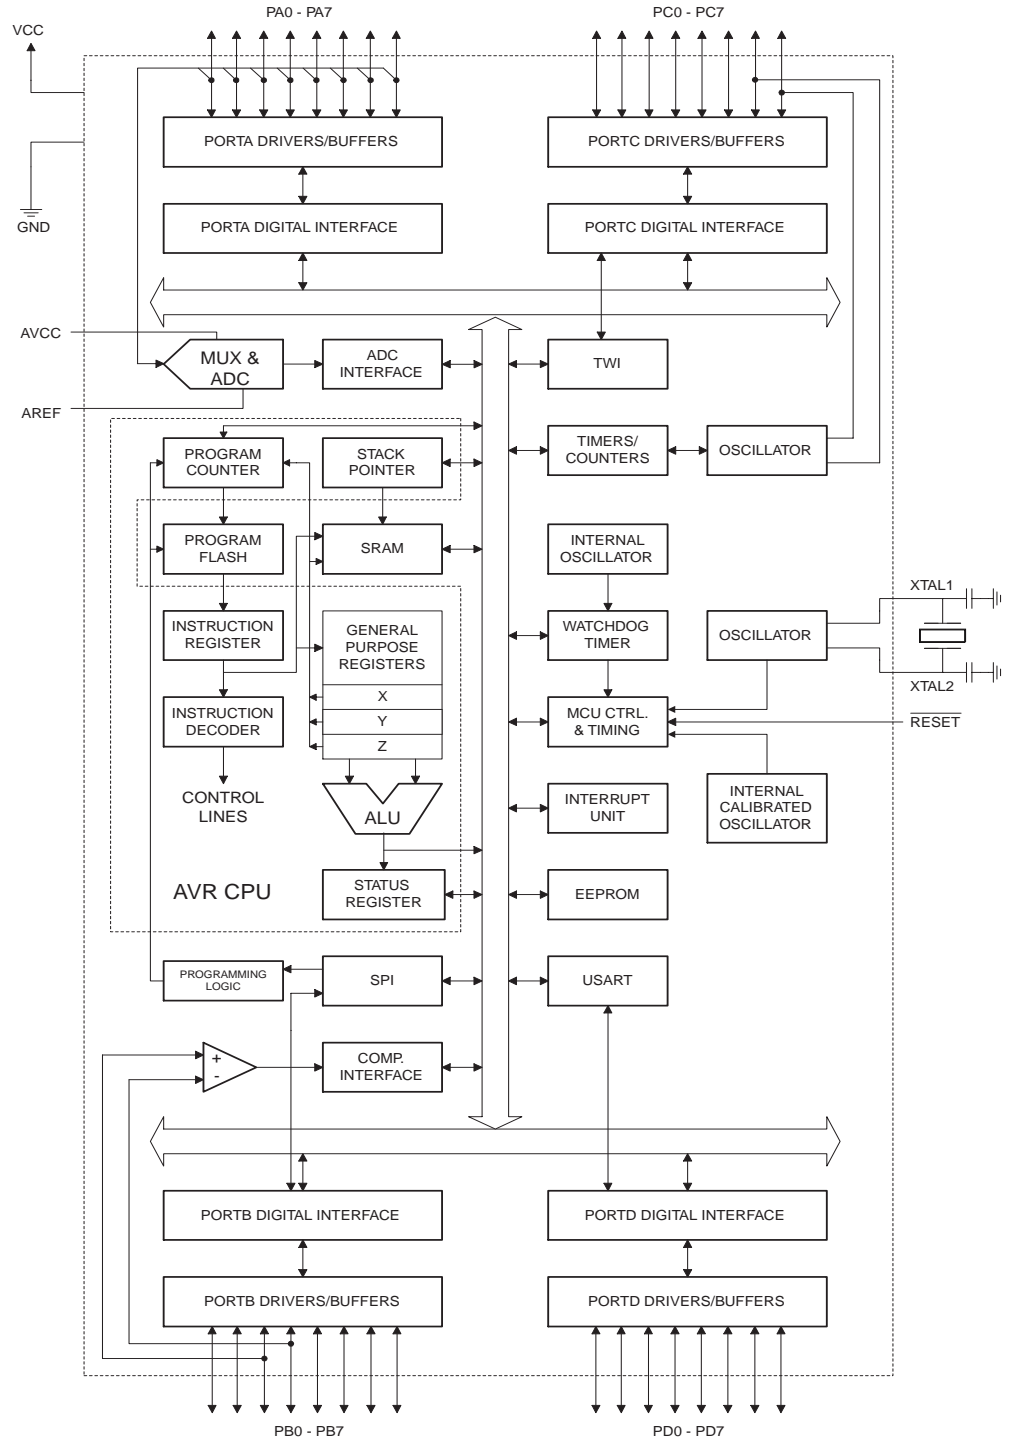 PA0 - PA7
PC0 - PC7
VCC
PORTA DRIVERS/BUFFERS
PORTC DRIVERS/BUFFERS
PORTA DIGITAL INTERFACE
PORTC DIGITAL INTERFACE
GND
AVCC
MUX &
ADC
ADC
INTERFACE
TWI
AREF
PROGRAM
COUNTER
STACK
POINTER
TIMERS/
COUNTERS
OSCILLATOR
PROGRAM
FLASH
SRAM
INTERNAL
OSCILLATOR
XTAL1
INSTRUCTION
REGISTER
GENERAL
PURPOSE
REGISTERS
WATCHDOG
TIMER
OSCILLATOR
XTAL2
X
Y
Z
INSTRUCTION
DECODER
MCU CTRL.
& TIMING
RESET
CONTROL
LINES
ALU
INTERRUPT
UNIT
INTERNAL
CALIBRATED
OSCILLATOR
AVR CPU
STATUS
REGISTER
EEPROM
PROGRAMMING
LOGIC
SPI
USART
+
-
COMP.
INTERFACE
PORTB DIGITAL INTERFACE
PORTD DIGITAL INTERFACE
PORTB DRIVERS/BUFFERS
PORTD DRIVERS/BUFFERS
PB0 - PB7
PD0 - PD7